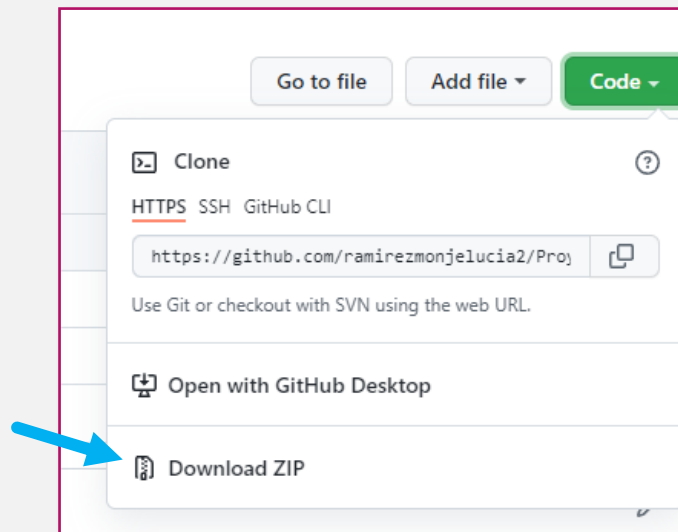 Go to file Add file Code
Clone
HTTPS SSH GitHub CLI
https://github.com/ramirezmonjelucia2/Proy
Use Git or checkout with SVN using the web URL.
Open with GitHub Desktop
Download ZIP